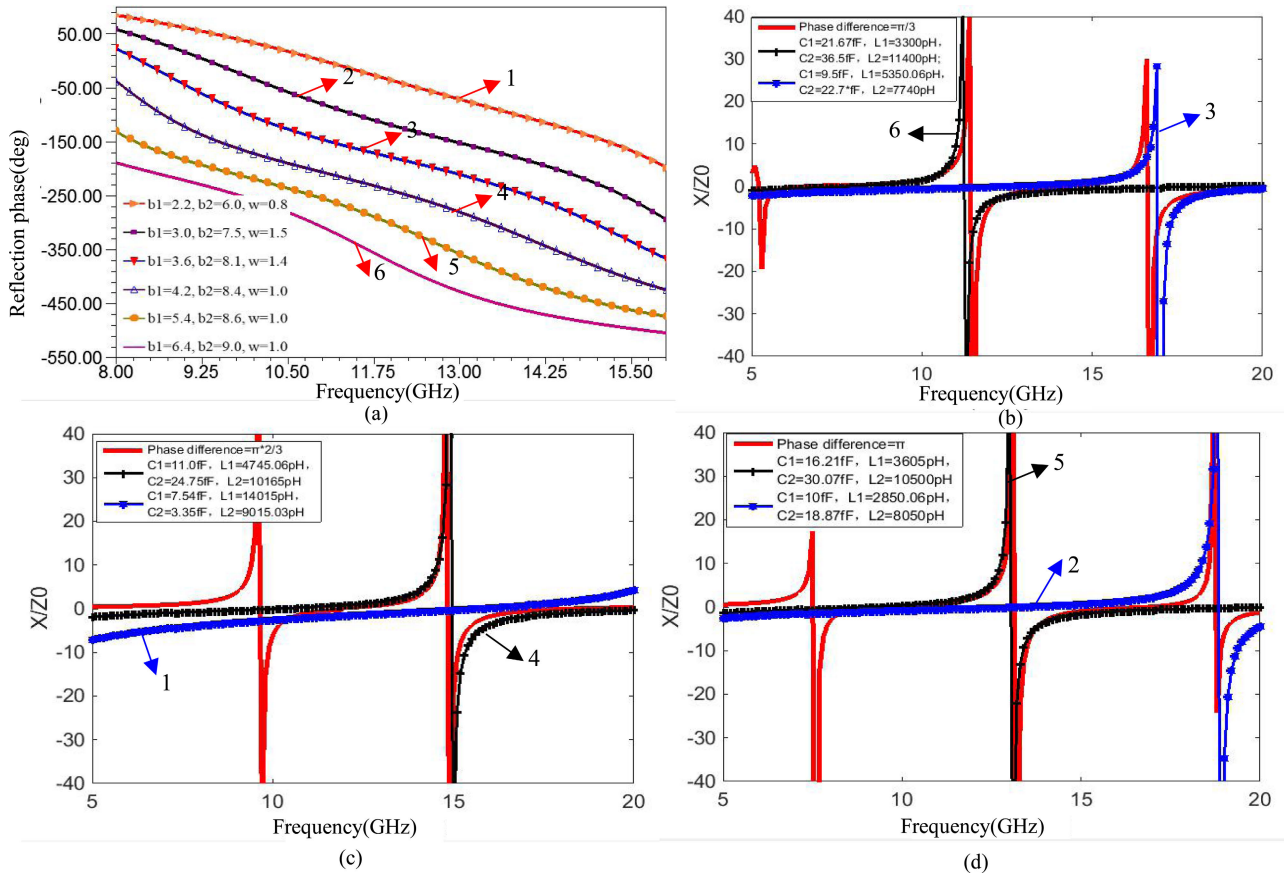 50.00
-50.00
-150.00
-250.00
-350.00
-450.00
-550.00
Reflection phase(deg)
1
2
3
4
5
6
b1=2.2, b2=6.0, w=0.8
b1=3.0, b2=7.5, w=1.5
b1=3.6, b2=8.1, w=1.4
b1=4.2, b2=8.4, w=1.0
b1=5.4, b2=8.6, w=1.0
b1=6.4, b2=9.0, w=1.0
8.00 9.25 10.50 11.75 13.00 14.25 15.50
Frequency(GHz)
(a)
40
30
20
10
0
-10
-20
-30
-40
X/Z0
Phase difference=π/3
C1=21.67fF, L1=3300pH,
C2=36.5fF, L2=11400pH;
C1=9.5fF, L1=5350.06pH,
C2=22.7*fF, L2=7740pH
6
3
5 10 15 20
Frequency(GHz)
(b)
40
30
20
10
0
-10
-20
-30
-40
X/Z0
Phase difference=π*2/3
C1=11.0fF, L1=4745.06pH,
C2=24.75fF, L2=10165pH
C1=7.54fF, L1=14015pH,
C2=3.35fF, L2=9015.03pH
1
4
5 10 15 20
Frequency(GHz)
(c)
40
30
20
10
0
-10
-20
-30
-40
X/Z0
Phase difference=π
C1=16.21fF, L1=3605pH,
C2=30.07fF, L2=10500pH
C1=10fF, L1=2850.06pH,
C2=18.87fF, L2=8050pH
5
2
5 10 15 20
Frequency(GHz)
(d)